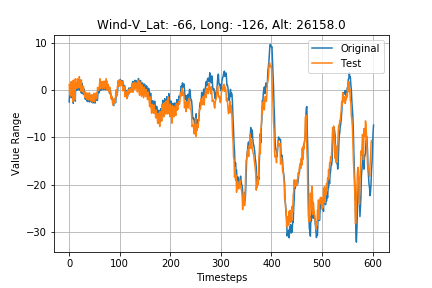 Wind-V_Lat: -66, Long: -126, Alt: 26158.0
Original
Test
10
0
−10
−20
−30
Value Range
0 100 200 300 400 500 600
Timesteps